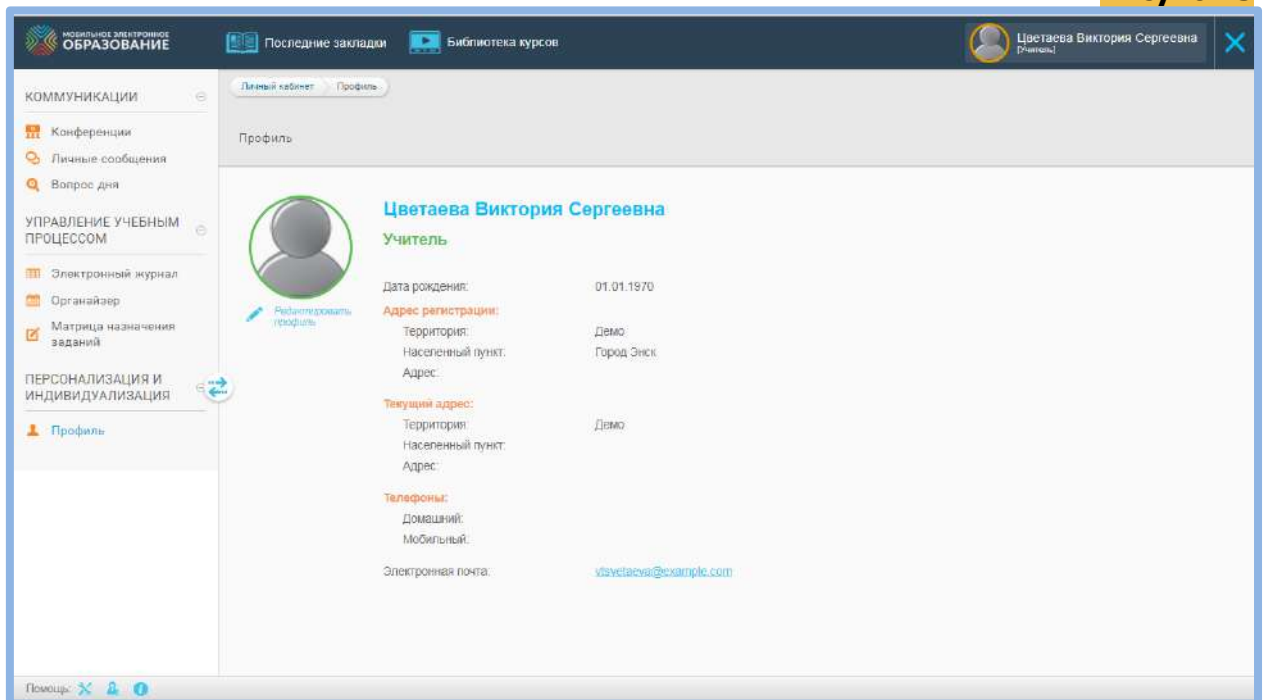 МОБИЛЬНОЕ ЭЛЕКТРОННОЕ
ОБРАЗОВАНИЕ
Последние закладки
Библиотека курсов
Цветаева Виктория Сергеевна
[Учитель]
КОММУНИКАЦИИ
Конференции
Личные сообщения
Вопрос дня
УПРАВЛЕНИЕ УЧЕБНЫМ
ПРОЦЕССОМ
Электронный журнал
Органайзер
Матрица назначения
заданий
ПЕРСОНАЛИЗАЦИЯ И
ИНДИВИДУАЛИЗАЦИЯ
Профиль
Личный кабинет
Профиль
Профиль
Редактировать
профиль
Цветаева Виктория Сергеевна
Учитель
Дата рождения: 01.01.1970
Адрес регистрации:
Территория: Демо
Населенный пункт: Город Энск
Адрес:
Текущий адрес:
Территория: Демо
Населенный пункт:
Адрес:
Телефоны:
Домашний:
Мобильный:
Электронная почта: vtsvetaeva@example.com
Помощь: